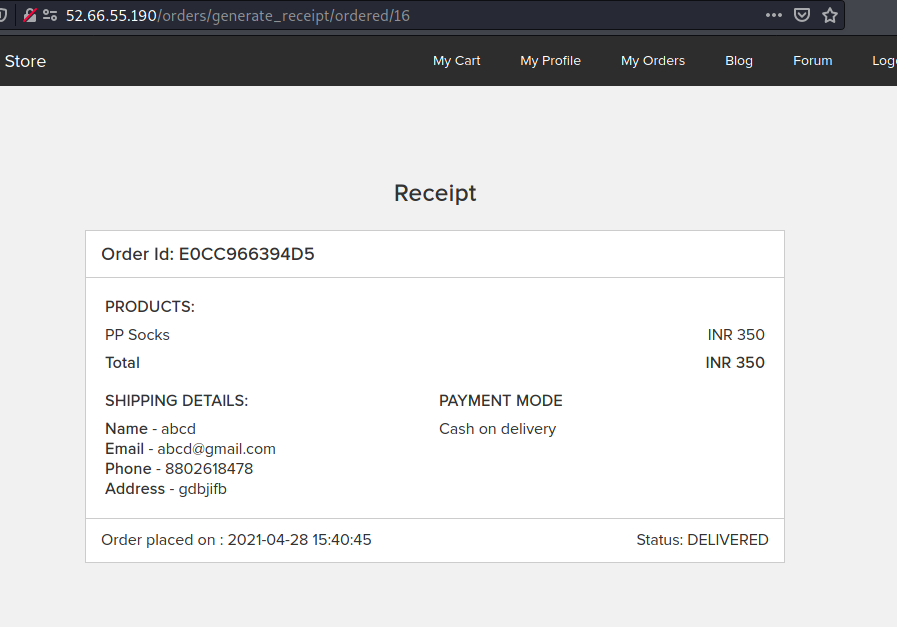 52.66.55.190/orders/generate_receipt/ordered/16
Store My Cart My Profile My Orders Blog Forum Log
Receipt
Order Id: E0CC966394D5
PRODUCTS:
PP Socks INR 350
Total INR 350
SHIPPING DETAILS: PAYMENT MODE
Name - abcd Cash on delivery
Email - abcd@gmail.com
Phone - 8802618478
Address - gdbjifb
Order placed on : 2021-04-28 15:40:45 Status: DELIVERED